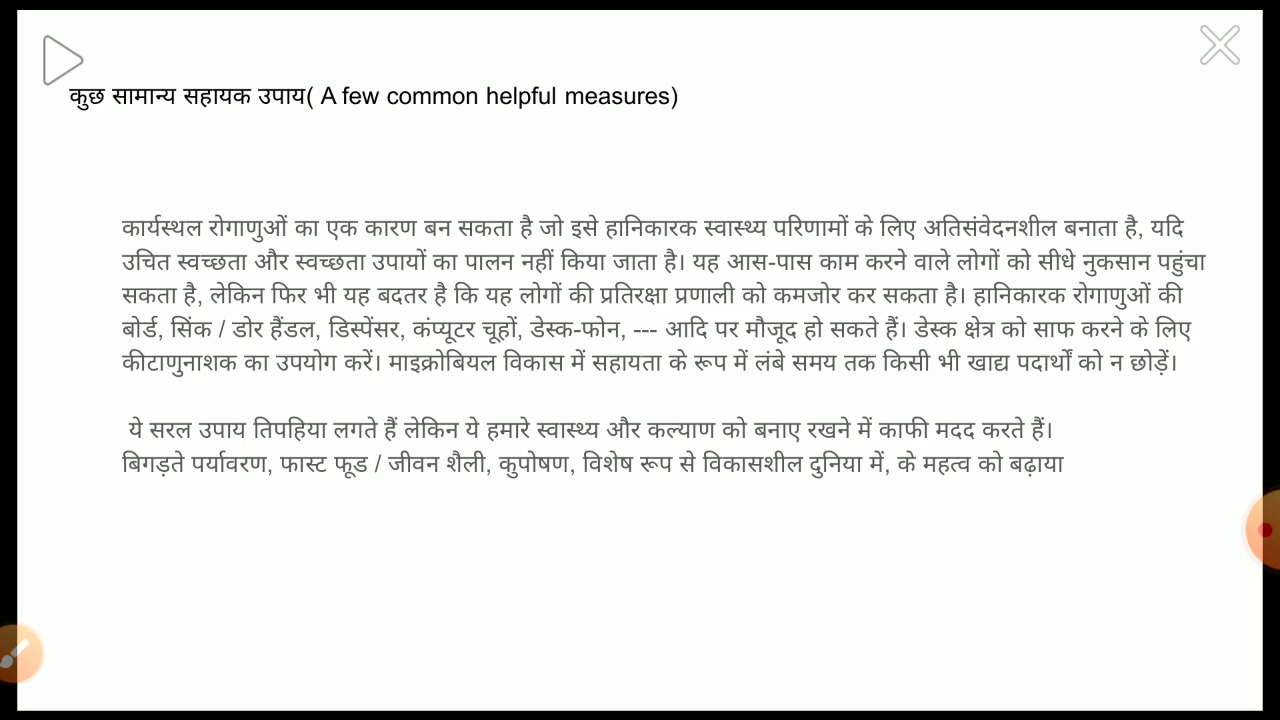 कुछ सामान्य सहायक उपाय( A few common helpful measures)
कार्यस्थल रोगाणुओं का एक कारण बन सकता है जो इसे हानिकारक स्वास्थ्य परिणामों के लिए अतिसंवेदनशील बनाता है, यदि
उचित स्वच्छता और स्वच्छता उपायों का पालन नहीं किया जाता है। यह आस-पास काम करने वाले लोगों को सीधे नुकसान पहुंचा
सकता है, लेकिन फिर भी यह बदतर है कि यह लोगों की प्रतिरक्षा प्रणाली को कमजोर कर सकता है। हानिकारक रोगाणुओं की
बोर्ड, सिंक / डोर हैंडल, डिस्पेंसर, कंप्यूटर चूहों, डेस्क-फोन, --- आदि पर मौजूद हो सकते हैं। डेस्क क्षेत्र को साफ करने के लिए
कीटाणुनाशक का उपयोग करें। माइक्रोबियल विकास में सहायता के रूप में लंबे समय तक किसी भी खाद्य पदार्थों को न छोड़ें।
ये सरल उपाय तिपहिया लगते हैं लेकिन ये हमारे स्वास्थ्य और कल्याण को बनाए रखने में काफी मदद करते हैं।
बिगड़ते पर्यावरण, फास्ट फूड / जीवन शैली, कुपोषण, विशेष रूप से विकासशील दुनिया में, के महत्व को बढ़ाया